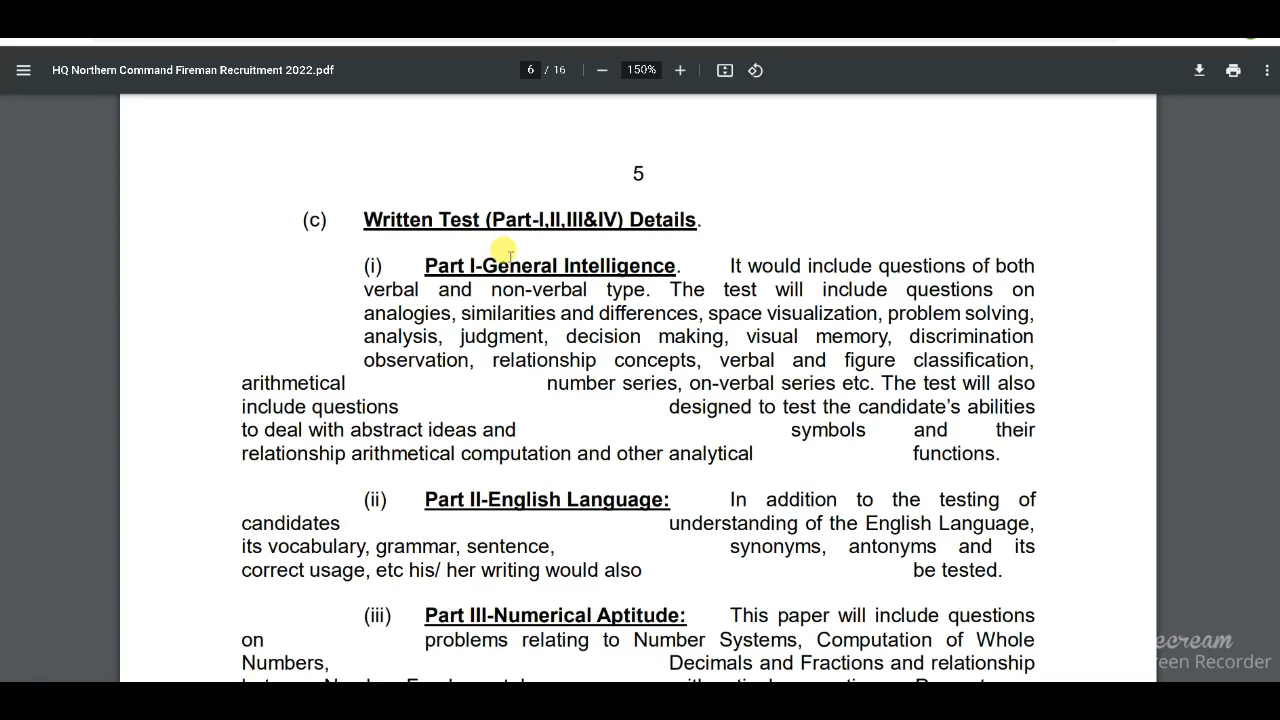 HQ Northern Command Fireman Recruitment 2022.pdf 6 / 16 150%
5
(c) Written Test (Part-I,II,III&IV) Details.
(i) Part I-General Intelligence. It would include questions of both
verbal and non-verbal type. The test will include questions on
analogies, similarities and differences, space visualization, problem solving,
analysis, judgment, decision making, visual memory, discrimination
observation, relationship concepts, verbal and figure classification,
arithmetical number series, on-verbal series etc. The test will also
include questions designed to test the candidate's abilities
to deal with abstract ideas and symbols and their
relationship arithmetical computation and other analytical functions.
(ii) Part II-English Language: In addition to the testing of
candidates understanding of the English Language,
its vocabulary, grammar, sentence, synonyms, antonyms and its
correct usage, etc his/ her writing would also be tested.
(iii) Part III-Numerical Aptitude: This paper will include questions
on problems relating to Number Systems, Computation of Whole
Numbers, Decimals and Fractions and relationship
Recorder